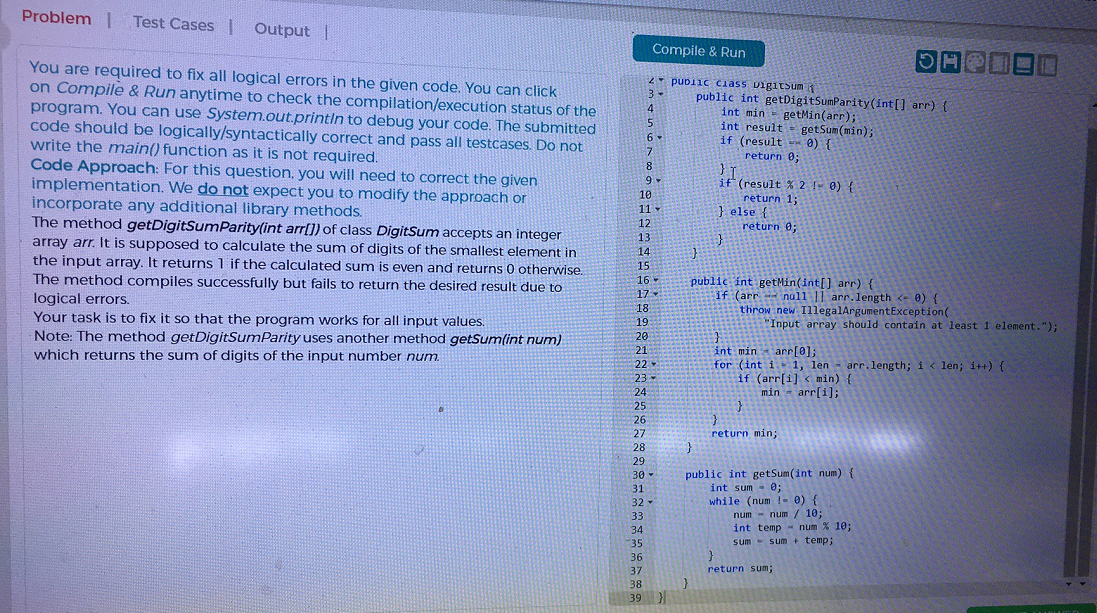 Problem | Test Cases | Output |
You are required to fix all logical errors in the given code. You can click
on Compile & Run anytime to check the compilation/execution status of the
program. You can use System.out.println to debug your code. The submitted
code should be logically/syntactically correct and pass all testcases. Do not
write the main() function as it is not required.
Code Approach: For this question, you will need to correct the given
implementation. We do not expect you to modify the approach or
incorporate any additional library methods.
The method getDigitSumParity(int arr[]) of class DigitSum accepts an integer
array arr. It is supposed to calculate the sum of digits of the smallest element in
the input array. It returns 1 if the calculated sum is even and returns 0 otherwise.
The method compiles successfully but fails to return the desired result due to
logical errors.
Your task is to fix it so that the program works for all input values.
Note: The method getDigitSumParity uses another method getSum(int num)
which returns the sum of digits of the input number num.
Compile & Run
2 public class DigitSum {
3 public int getDigitSumParity(int[] arr) {
4 int min = getMin(arr);
5 int result = getSum(min);
6 if (result == 0) {
7 return 0;
8 }
9 if (result % 2 != 0) {
10 return 1;
11 } else {
12 return 0;
13 }
14 }
15
16 public int getMin(int[] arr) {
17 if (arr == null || arr.length <= 0) {
18 throw new IllegalArgumentException(
19 "Input array should contain at least 1 element.");
20 }
21 int min = arr[0];
22 for (int i = 1, len = arr.length; i < len; i++) {
23 if (arr[i] < min) {
24 min = arr[i];
25 }
26 }
27 return min;
28 }
29
30 public int getSum(int num) {
31 int sum = 0;
32 while (num != 0) {
33 num = num / 10;
34 int temp = num % 10;
35 sum = sum + temp;
36 }
37 return sum;
38 }
39 }